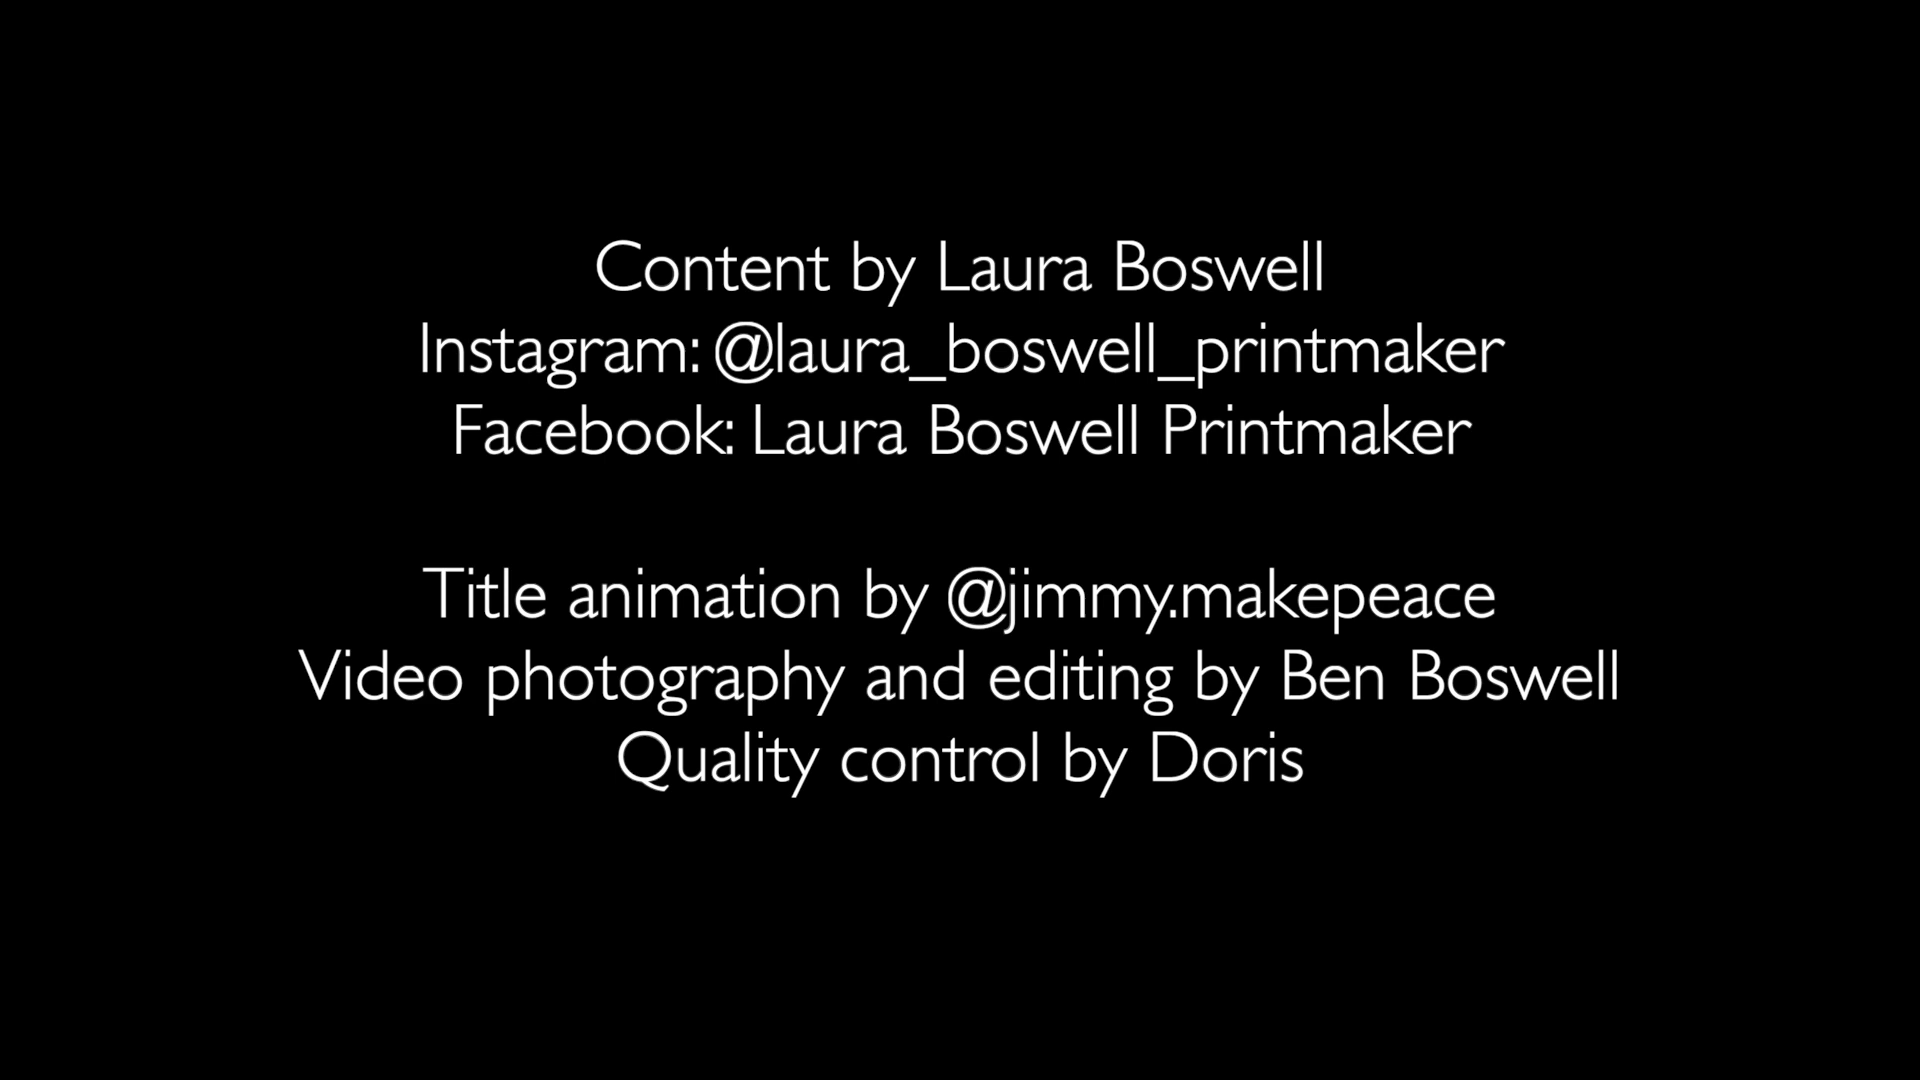 Content by Laura Boswell
Instagram: @laura_boswell_printmaker
Facebook: Laura Boswell Printmaker
Title animation by @jimmy.makepeace
Video photography and editing by Ben Boswell
Quality control by Doris